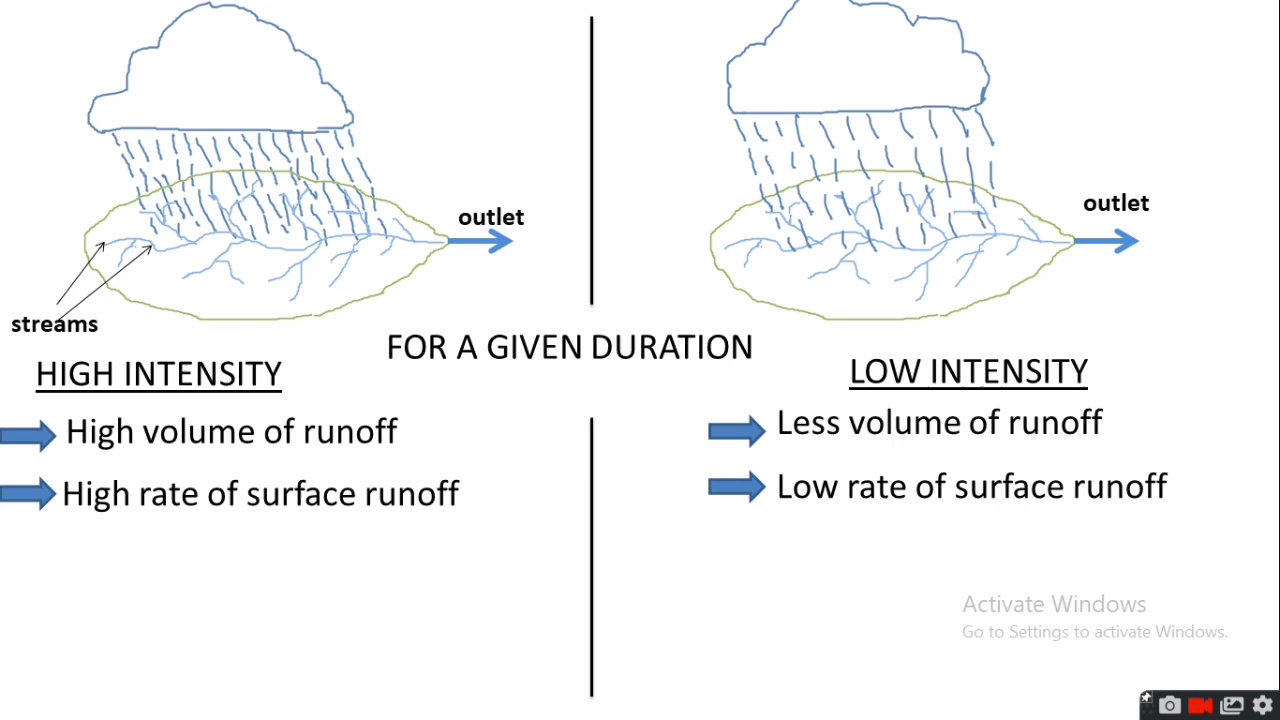 outlet
streams
outlet
FOR A GIVEN DURATION
HIGH INTENSITY
High volume of runoff
High rate of surface runoff
LOW INTENSITY
Less volume of runoff
Low rate of surface runoff
Activate Windows
Go to Settings to activate Windows.